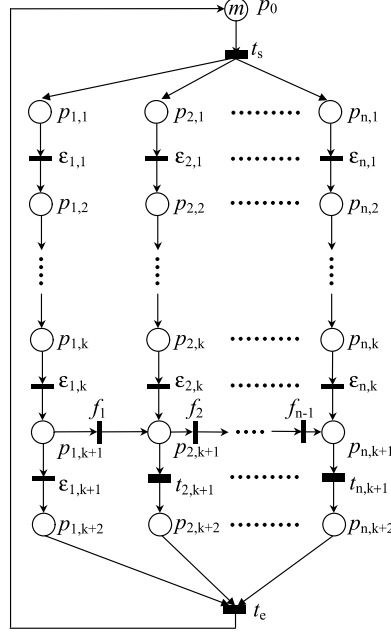 m p₀
tₛ
p₁,₁ p₂,₁ ......... pₙ,₁
ε₁,₁ ε₂,₁ ......... εₙ,₁
p₁,₂ p₂,₂ ......... pₙ,₂
p₁,ₖ p₂,ₖ ......... pₙ,ₖ
ε₁,ₖ ε₂,ₖ ......... εₙ,ₖ
f₁ f₂ fₙ₋₁
p₁,ₖ₊₁ p₂,ₖ₊₁ pₙ,ₖ₊₁
ε₁,ₖ₊₁ t₂,ₖ₊₁ ......... tₙ,ₖ₊₁
p₁,ₖ₊₂ p₂,ₖ₊₂ ......... pₙ,ₖ₊₂
tₑ